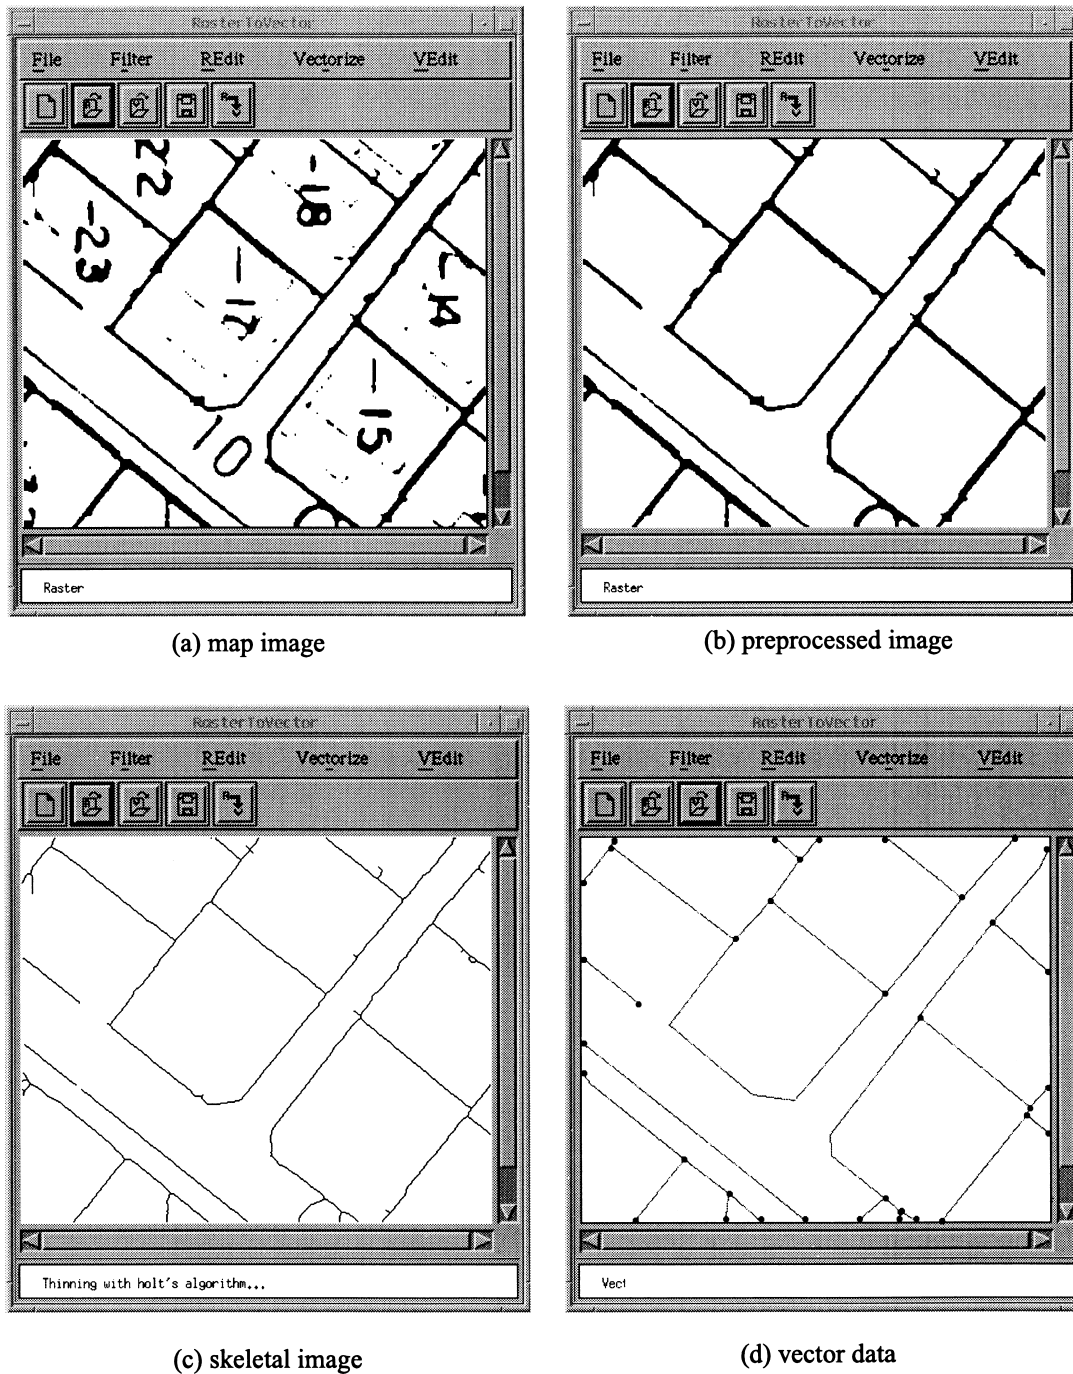 RasterToVector
File Filter REdit Vectorize VEdit
22
-18
-23
-17
-14
-15
10
Raster
(a) map image
RasterToVector
File Filter REdit Vectorize VEdit
Raster
(b) preprocessed image
RasterToVector
File Filter REdit Vectorize VEdit
Thinning with holt's algorithm...
(c) skeletal image
RasterToVector
File Filter REdit Vectorize VEdit
Vect
(d) vector data